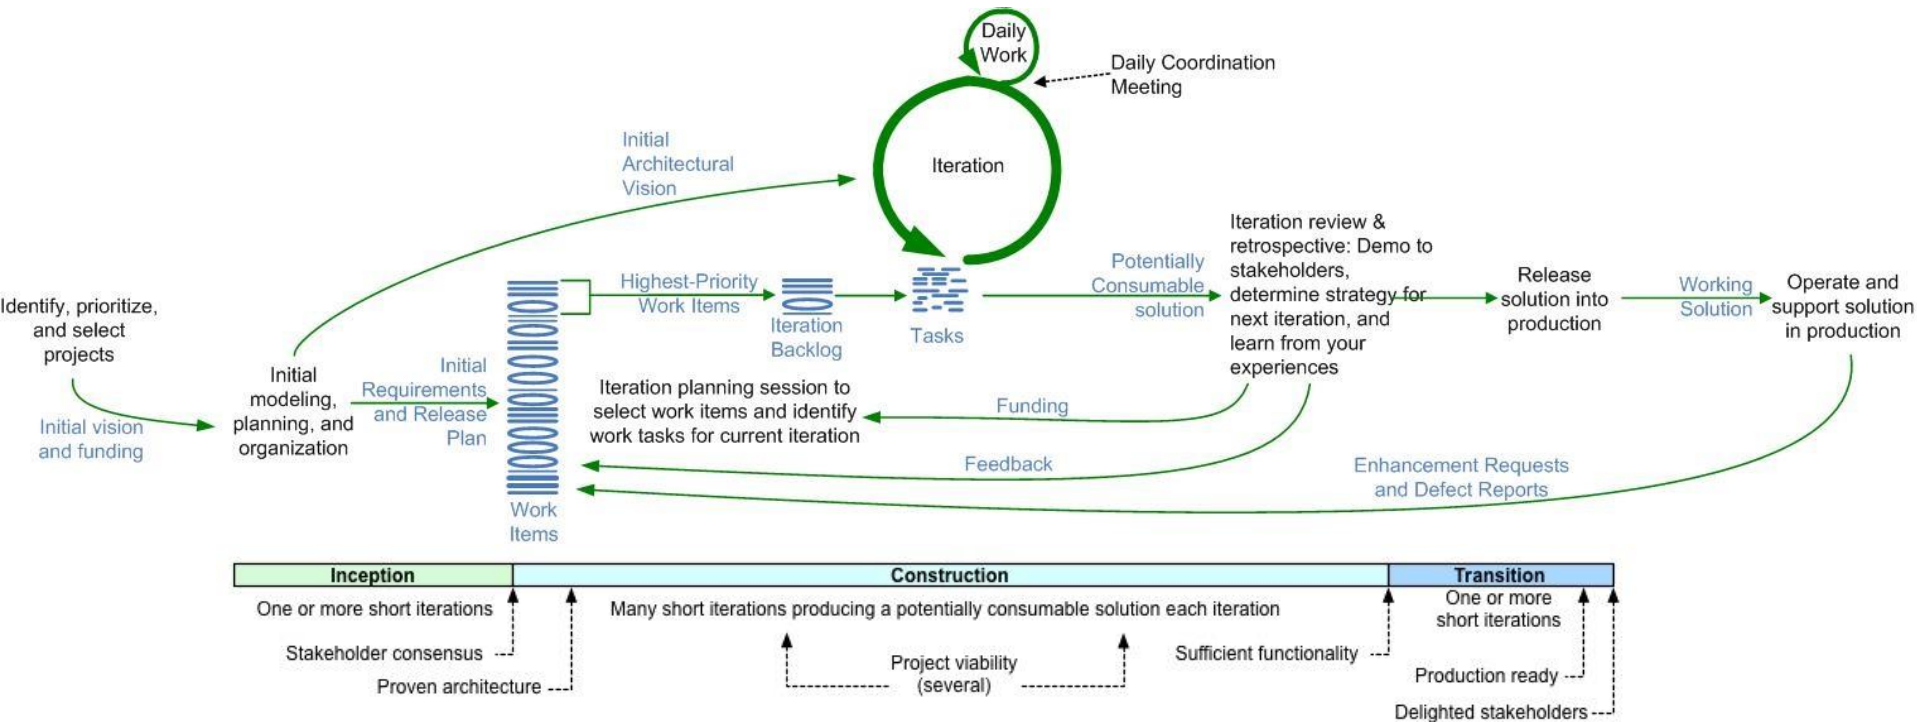 Daily
Work
Daily Coordination
Meeting
Initial
Architectural
Vision
Iteration
Identify, prioritize,
and select
projects
Initial vision
and funding
Initial
modeling,
planning, and
organization
Initial
Requirements
and Release
Plan
Work
Items
Highest-Priority
Work Items
Iteration
Backlog
Tasks
Potentially
Consumable
solution
Iteration review &
retrospective: Demo to
stakeholders,
determine strategy for
next iteration, and
learn from your
experiences
Release
solution into
production
Working
Solution
Operate and
support solution
in production
Iteration planning session to
select work items and identify
work tasks for current iteration
Funding
Feedback
Enhancement Requests
and Defect Reports
Inception
Construction
Transition
One or more short iterations
Many short iterations producing a potentially consumable solution each iteration
One or more
short iterations
Stakeholder consensus
Proven architecture
Project viability
(several)
Sufficient functionality
Production ready
Delighted stakeholders